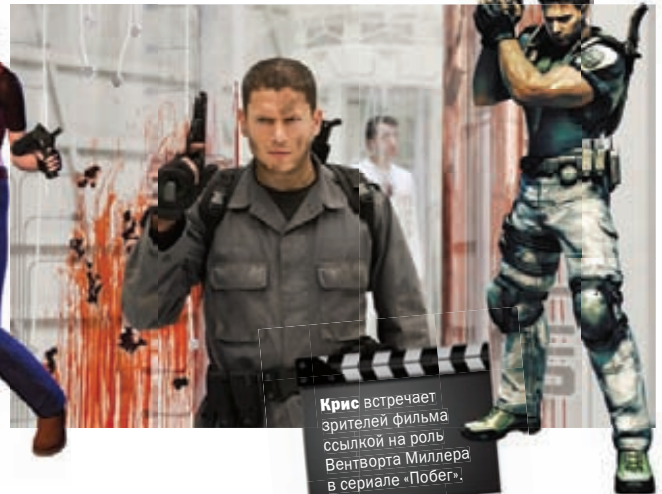 Крис встречает
зрителей фильма
ссылкой на роль
Вентворта Миллера
в сериале «Побег».